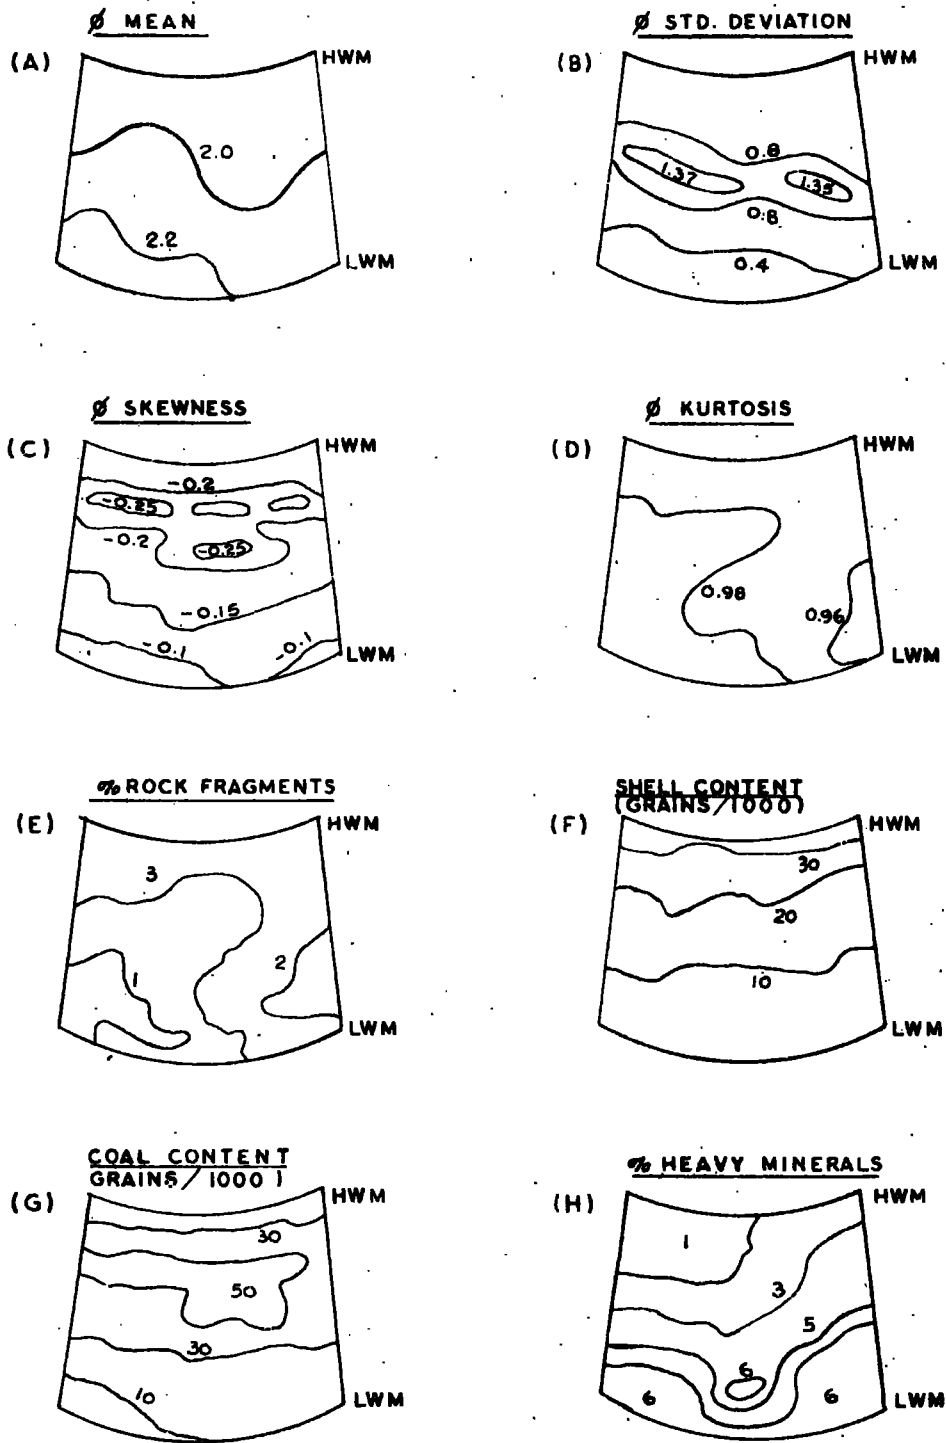 Ø MEAN
(A)
HWM
2.0
2.2
LWM
Ø STD. DEVIATION
(B)
HWM
0.8
1.37
1.35
0.8
0.4
LWM
Ø SKEWNESS
(C)
HWM
-0.2
-0.25
-0.2
-0.25
-0.15
-0.1
-0.1
LWM
Ø KURTOSIS
(D)
HWM
0.98
0.96
LWM
% ROCK FRAGMENTS
(E)
HWM
3
2
1
LWM
SHELL CONTENT
(GRAINS/1000)
(F)
HWM
30
20
10
LWM
COAL CONTENT
GRAINS/1000)
(G)
HWM
30
50
30
10
LWM
% HEAVY MINERALS
(H)
HWM
1
3
5
6
6
6
LWM